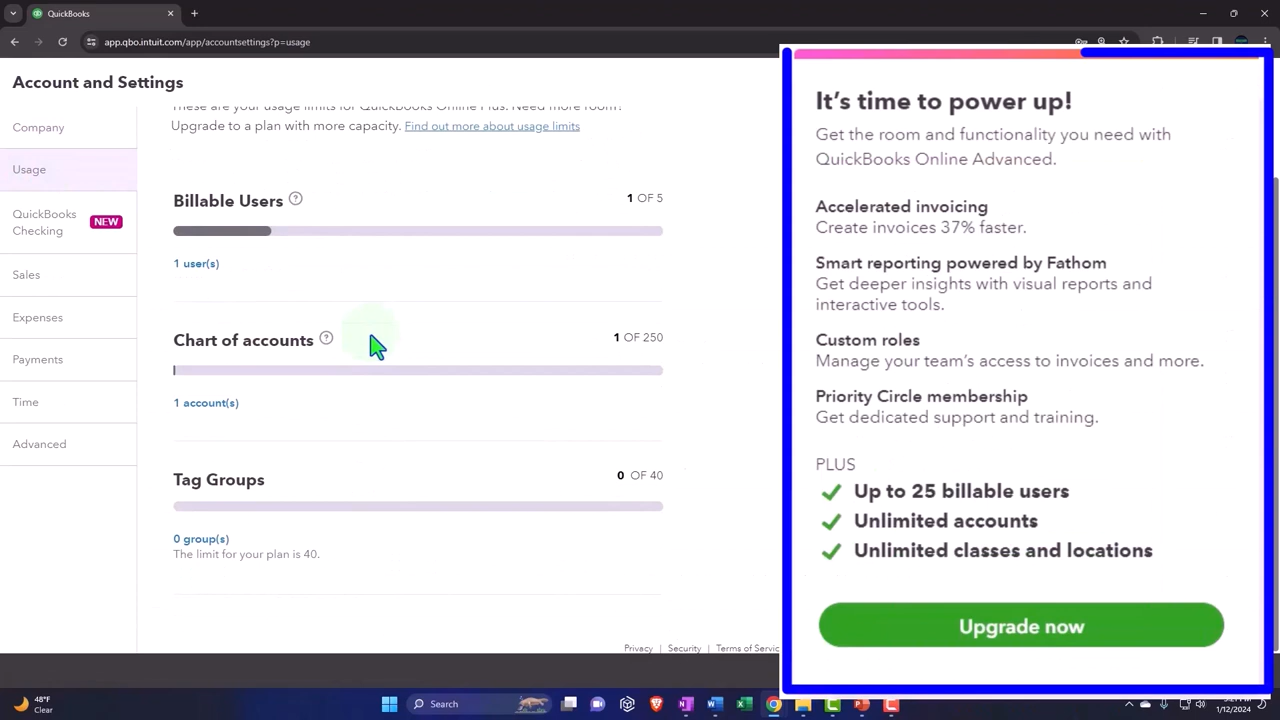 QuickBooks
app.qbo.intuit.com/app/accountsettings?p=usage
Account and Settings
Company
Usage
QuickBooks
Checking
NEW
Sales
Expenses
Payments
Time
Advanced
These are your usage limits for QuickBooks Online Plus. Need more room?
Upgrade to a plan with more capacity. Find out more about usage limits
Billable Users
1 OF 5
1 user(s)
Chart of accounts
1 OF 250
1 account(s)
Tag Groups
0 OF 40
0 group(s)
The limit for your plan is 40.
Privacy | Security | Terms of
It's time to power up!
Get the room and functionality you need with
QuickBooks Online Advanced.
Accelerated invoicing
Create invoices 37% faster.
Smart reporting powered by Fathom
Get deeper insights with visual reports and
interactive tools.
Custom roles
Manage your team's access to invoices and more.
Priority Circle membership
Get dedicated support and training.
PLUS
Up to 25 billable users
Unlimited accounts
Unlimited classes and locations
Upgrade now
48°F
Clear
Search
1/12/2024